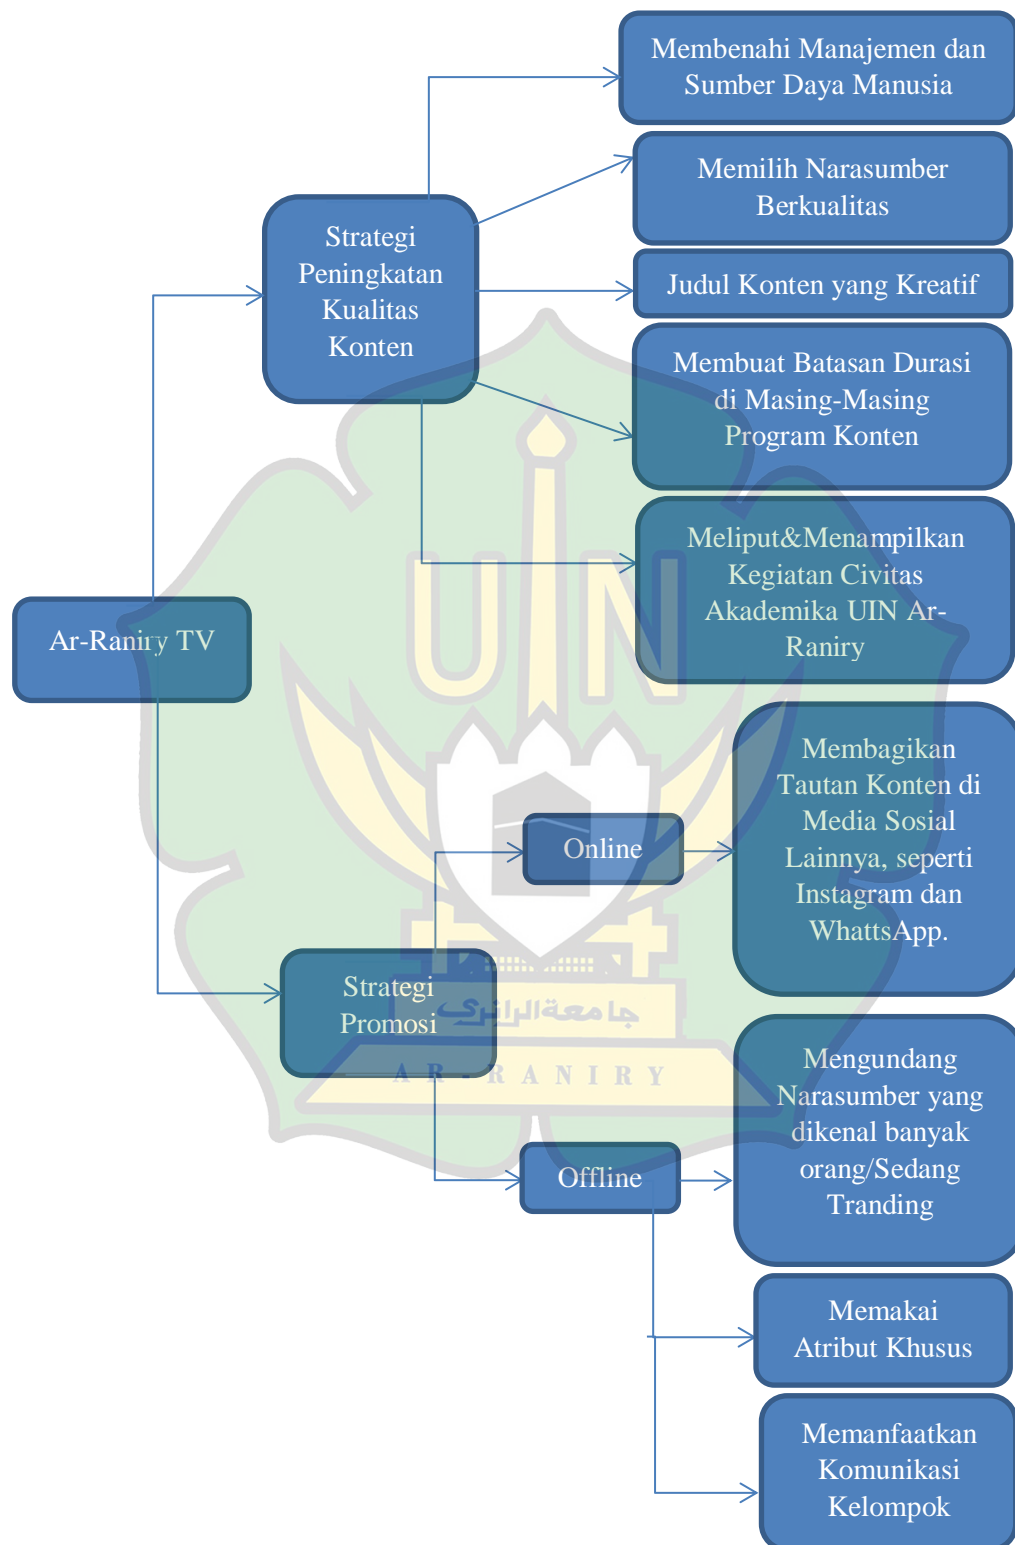 Membenahi Manajemen dan
Sumber Daya Manusia
Memilih Narasumber
Berkualitas
Strategi
Peningkatan
Kualitas
Konten
Judul Konten yang Kreatif
Membuat Batasan Durasi
di Masing-Masing
Program Konten
Meliput&Menampilkan
Kegiatan Civitas
Akademika UIN Ar-
Raniry
UIN
Ar-Raniry TV
Membagikan
Tautan Konten di
Media Sosial
Lainnya, seperti
Instagram dan
WhattsApp.
Online
Strategi
Promosi
جامعة الرانري
AR-RANIRY
Mengundang
Narasumber yang
dikenal banyak
orang/Sedang
Tranding
Offline
Memakai
Atribut Khusus
Memanfaatkan
Komunikasi
Kelompok